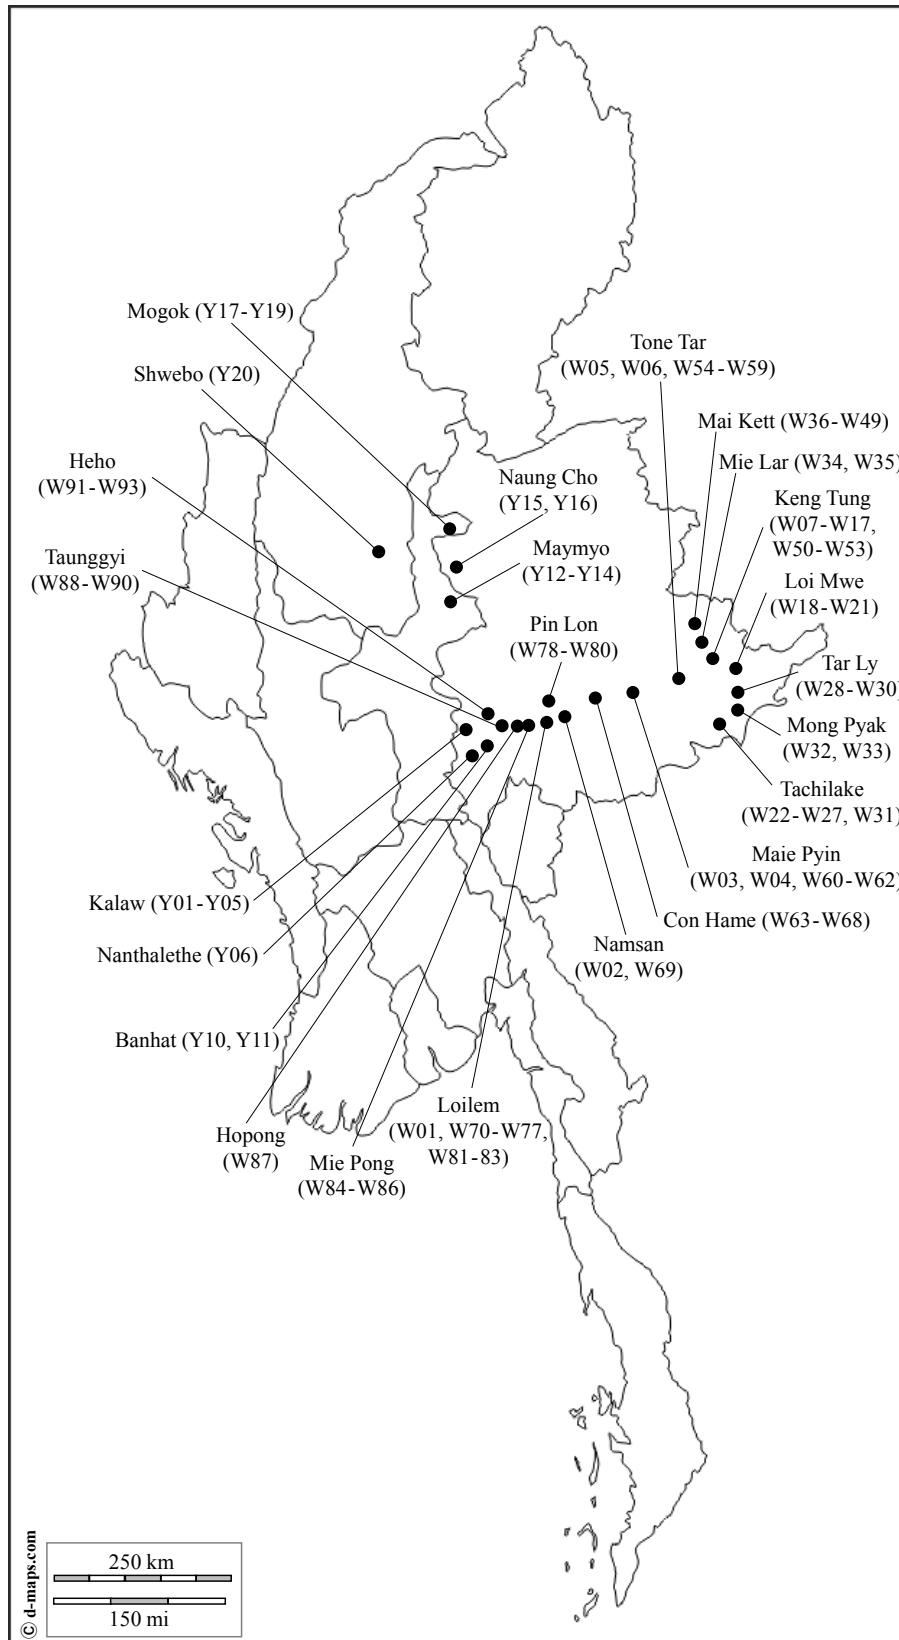 Mogok (Y17-Y19)
Shwebo (Y20)
Heho
(W91-W93)
Taunggyi
(W88-W90)
Naung Cho
(Y15, Y16)
Maymyo
(Y12-Y14)
Pin Lon
(W78-W80)
Tone Tar
(W05, W06, W54-W59)
Mai Kett (W36-W49)
Mie Lar (W34, W35)
Keng Tung
(W07-W17,
W50-W53)
Loi Mwe
(W18-W21)
Tar Ly
(W28-W30)
Mong Pyak
(W32, W33)
Tachilake
(W22-W27, W31)
Maie Pyin
(W03, W04, W60-W62)
Con Hame (W63-W68)
Namsan
(W02, W69)
Kalaw (Y01-Y05)
Nanthalethe (Y06)
Banhat (Y10, Y11)
Hopong
(W87)
Mie Pong
(W84-W86)
Loilem
(W01, W70-W77,
W81-83)
250 km
150 mi
© d-maps.com